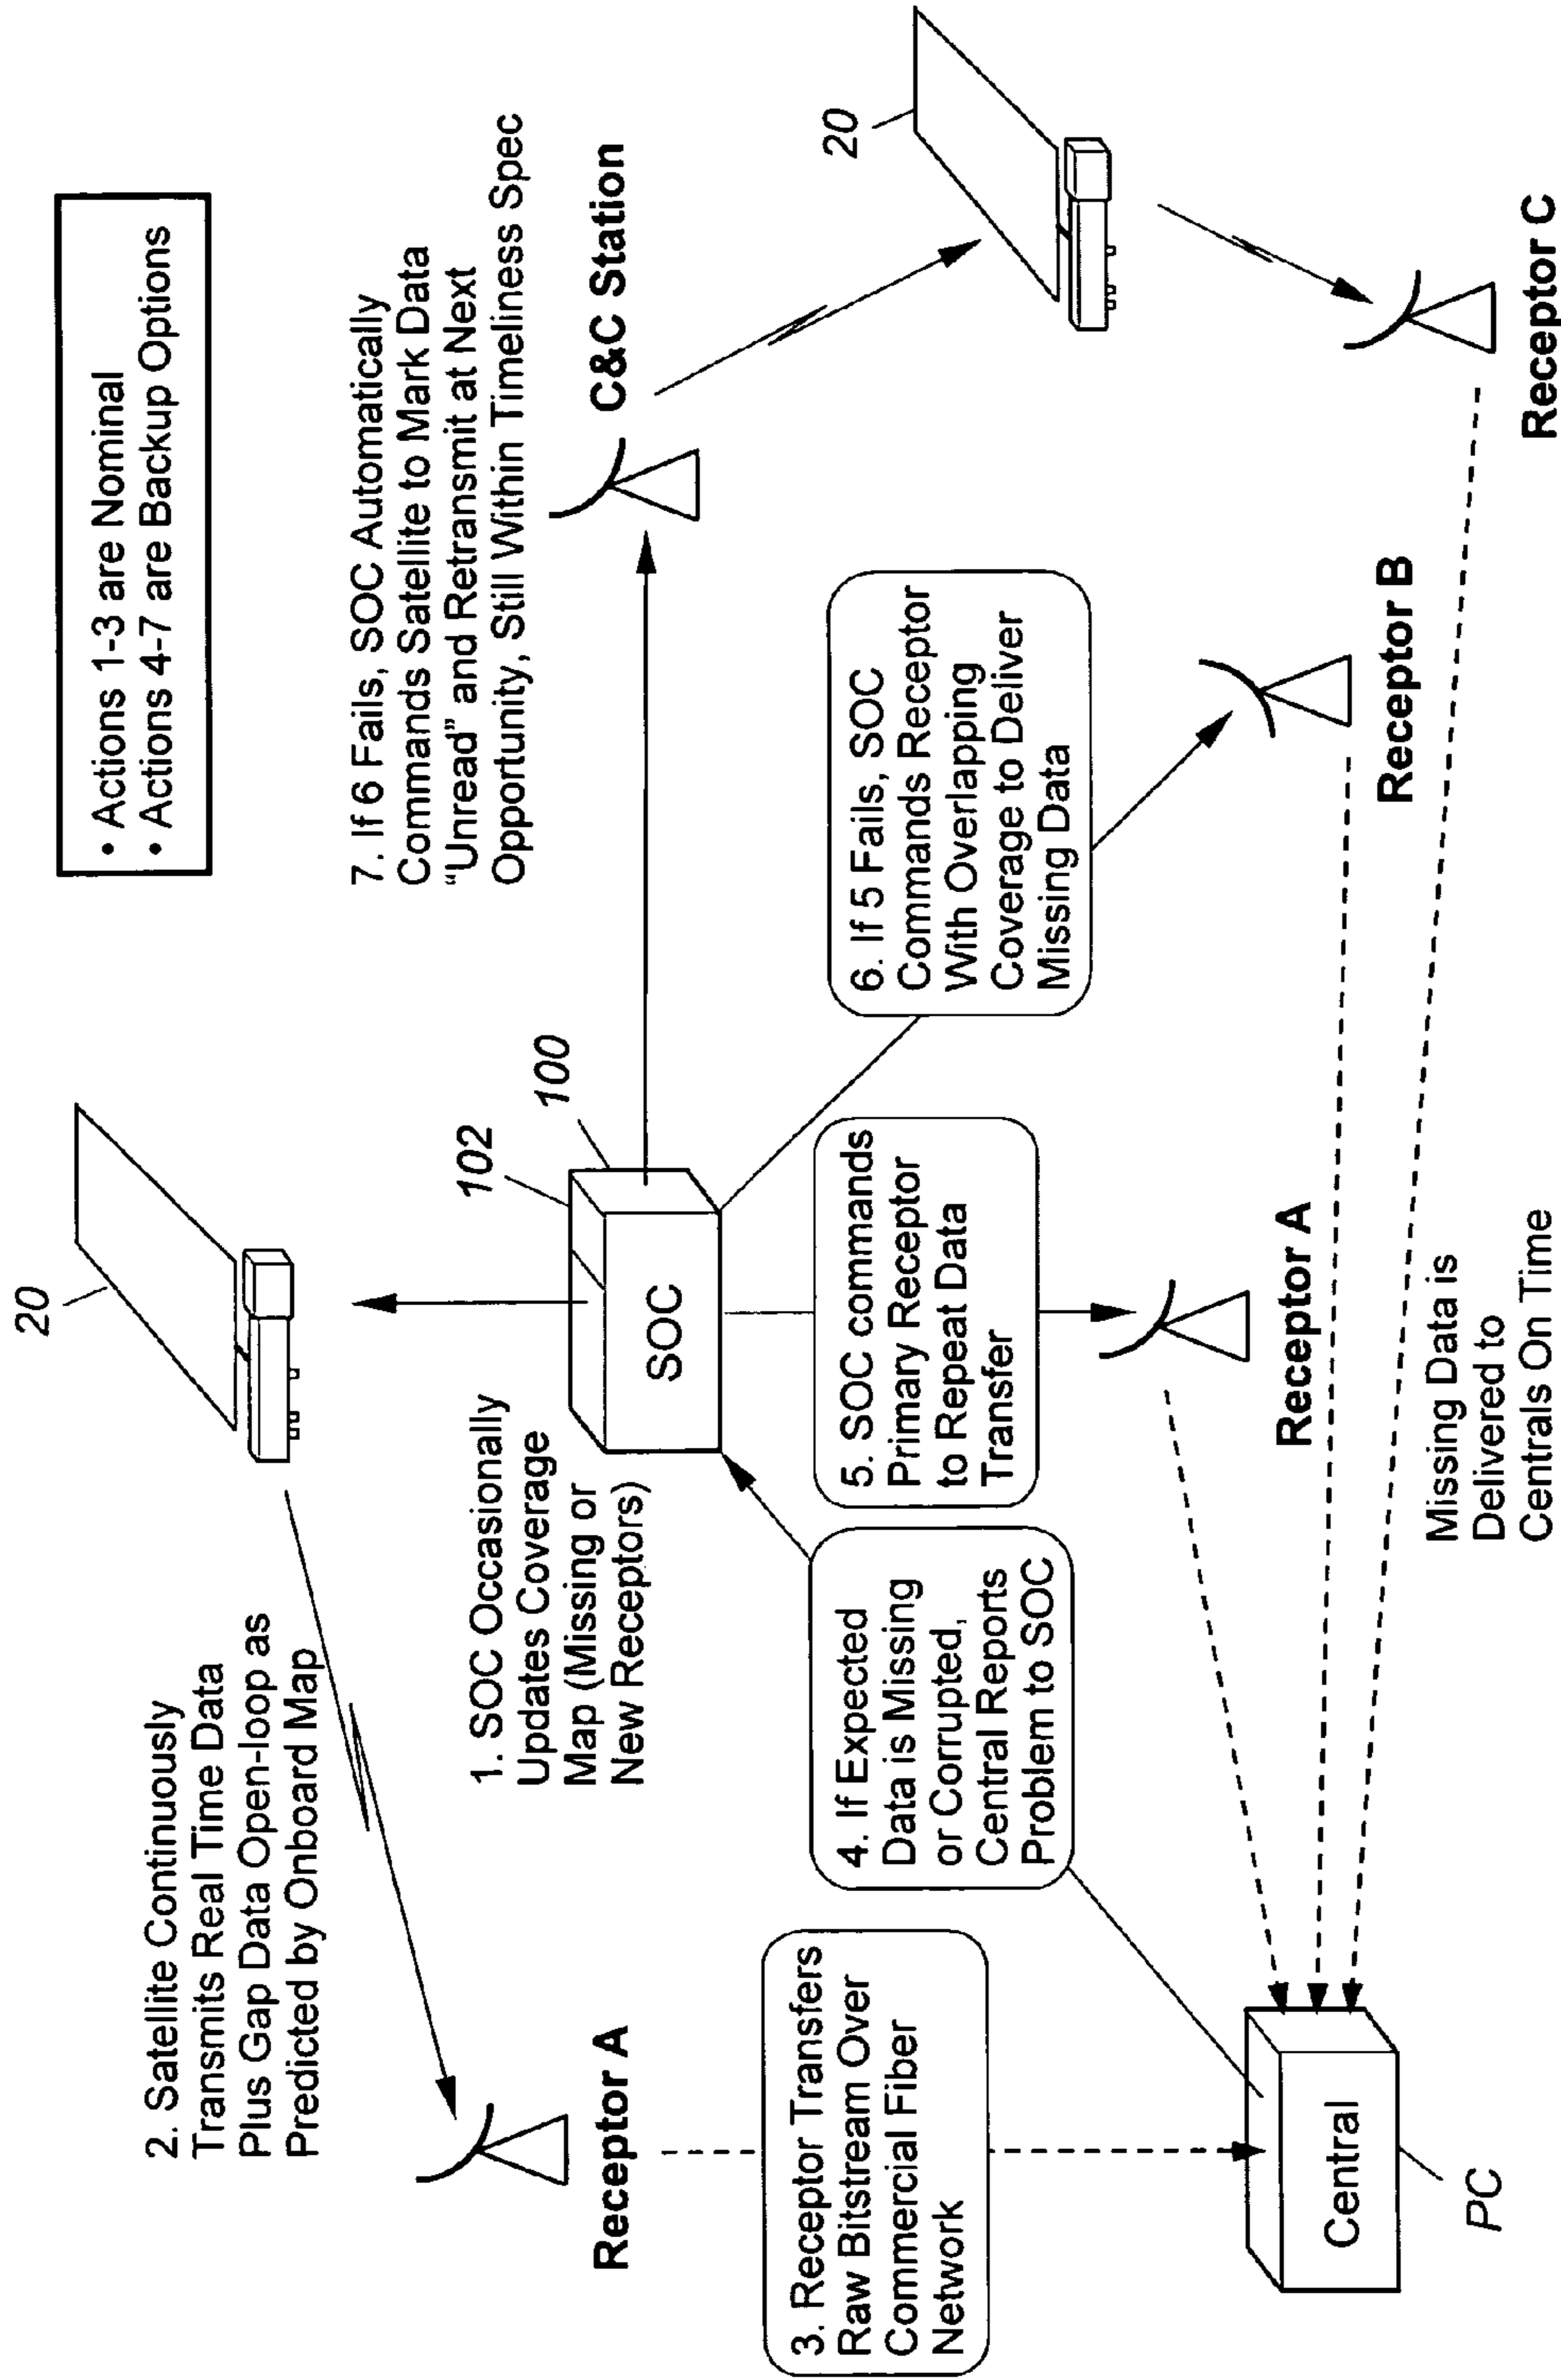 • Actions 1-3 are Nominal
• Actions 4-7 are Backup Options
20
2. Satellite Continuously
Transmits Real Time Data
Plus Gap Data Open-loop as
Predicted by Onboard Map
Receptor A
1. SOC Occasionally
Updates Coverage
Map (Missing or
New Receptors)
102
100
SOC
7. If 6 Fails, SOC Automatically
Commands Satellite to Mark Data
“Unread” and Retransmit at Next
Opportunity, Still Within Timeliness Spec
C&C Station
20
3. Receptor Transfers
Raw Bitstream Over
Commercial Fiber
Network
4. If Expected
Data is Missing
or Corrupted,
Central Reports
Problem to SOC
5. SOC commands
Primary Receptor
to Repeat Data
Transfer
6. If 5 Fails, SOC
Commands Receptor
With Overlapping
Coverage to Deliver
Missing Data
Receptor A
Receptor B
Receptor C
Central
PC
Missing Data is
Delivered to
Centrals On Time